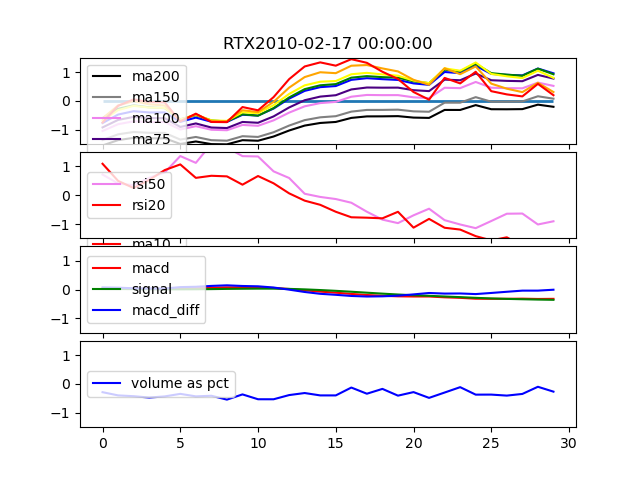 RTX2010-02-17 00:00:00
1
0
−1
ma200
ma150
ma100
ma75
1
0
−1
rsi50
rsi20
ma10
1
0
−1
macd
signal
macd_diff
1
0
−1
volume as pct
0 5 10 15 20 25 30